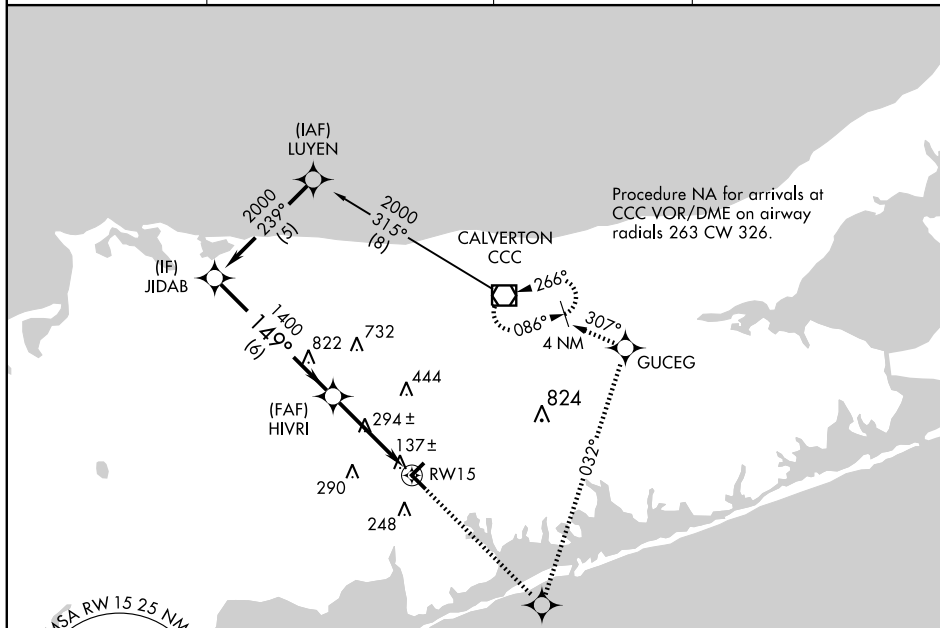 (IAF)
LUYEN
2000
239°
(5)
2000
315°
(8)
Procedure NA for arrivals at
CCC VOR/DME on airway
radials 263 CW 326.
CALVERTON
CCC
(IF)
JIDAB
266°
086°
4 NM
307°
GUCEG
1400
149°
(6)
822
732
444
824
(FAF)
HIVRI
294 ±
137 ±
RW15
290
248
032°
MSA RW 15 25 NM